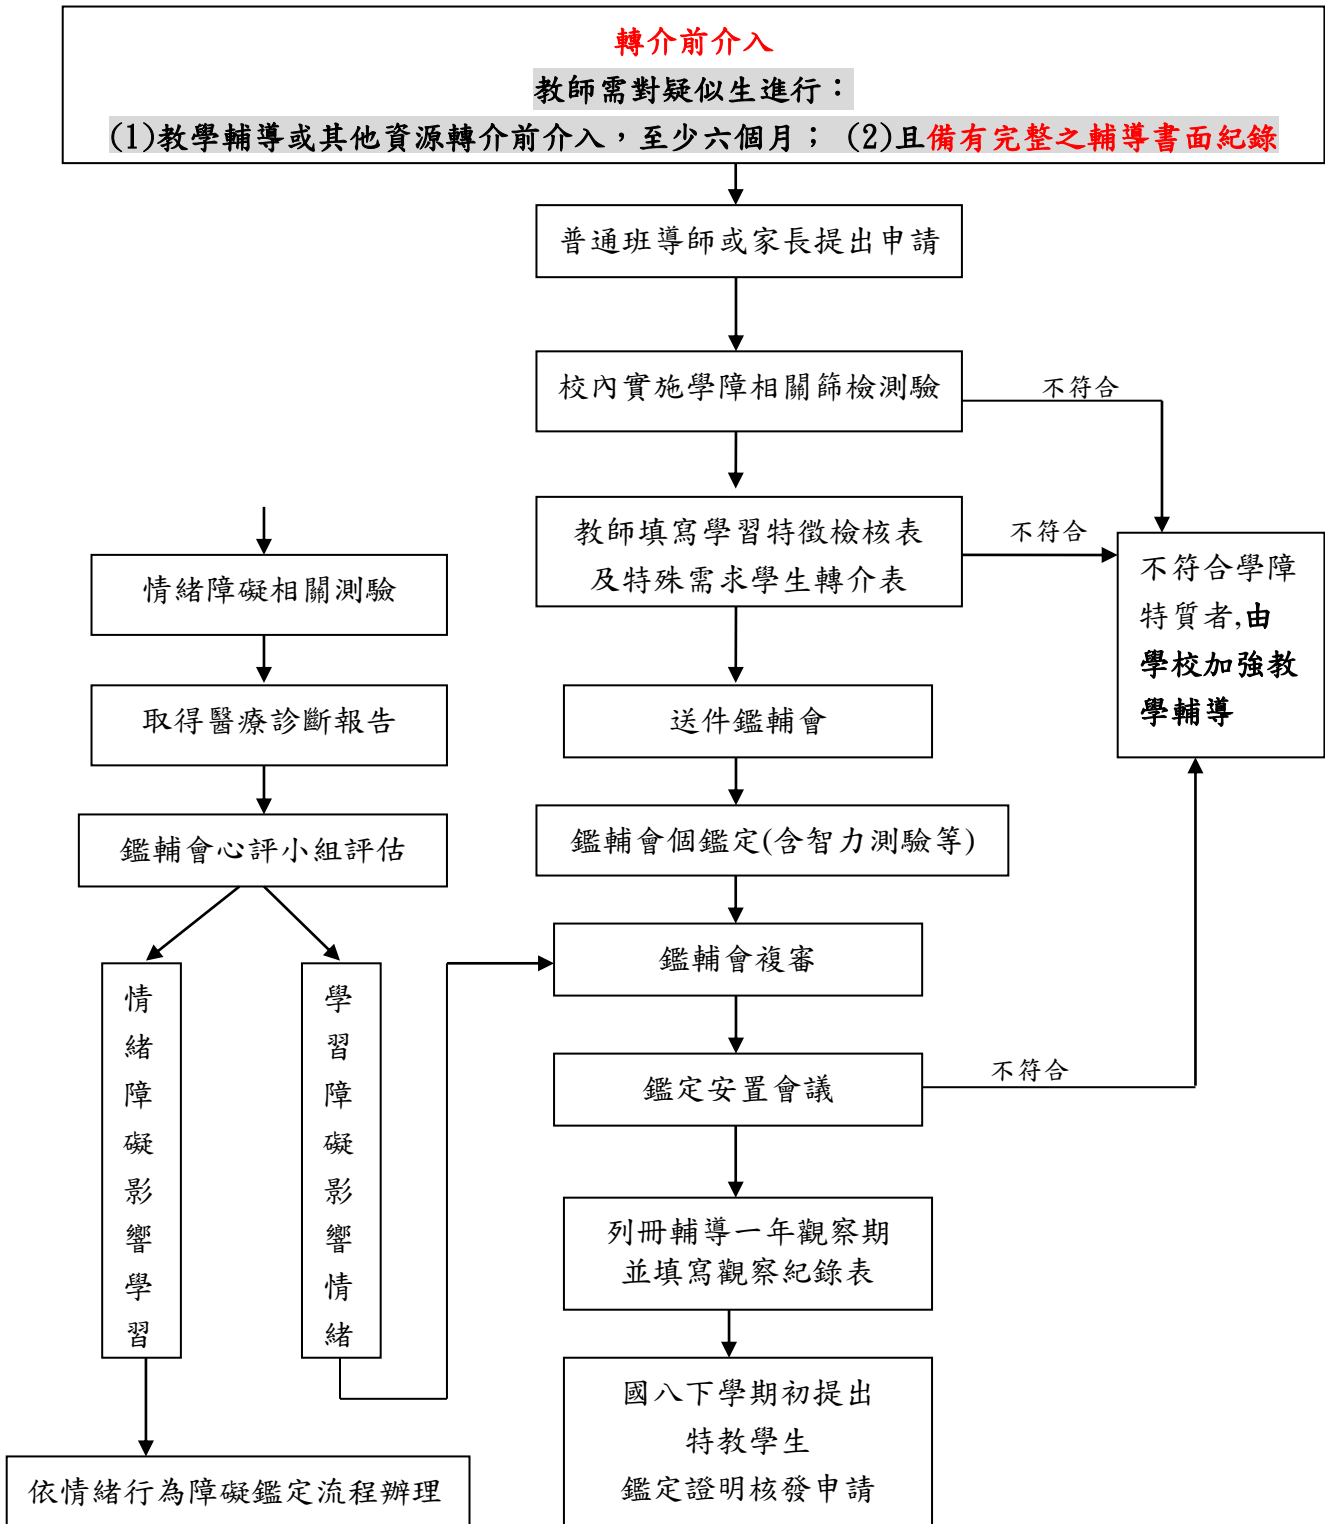 轉介前介入
教師需對疑似生進行：
(1)教學輔導或其他資源轉介前介入，至少六個月； (2)且備有完整之輔導書面紀錄
普通班導師或家長提出申請
校內實施學障相關篩檢測驗
不符合
教師填寫學習特徵檢核表
及特殊需求學生轉介表
不符合
不符合學障
特質者,由
學校加強教
學輔導
情緒障礙相關測驗
取得醫療診斷報告
送件鑑輔會
鑑輔會心評小組評估
鑑輔會個鑑定(含智力測驗等)
鑑輔會複審
情緒障礙影響學習
學習障礙影響情緒
鑑定安置會議
不符合
列冊輔導一年觀察期
並填寫觀察紀錄表
國八下學期初提出
特教學生
鑑定證明核發申請
依情緒行為障礙鑑定流程辦理